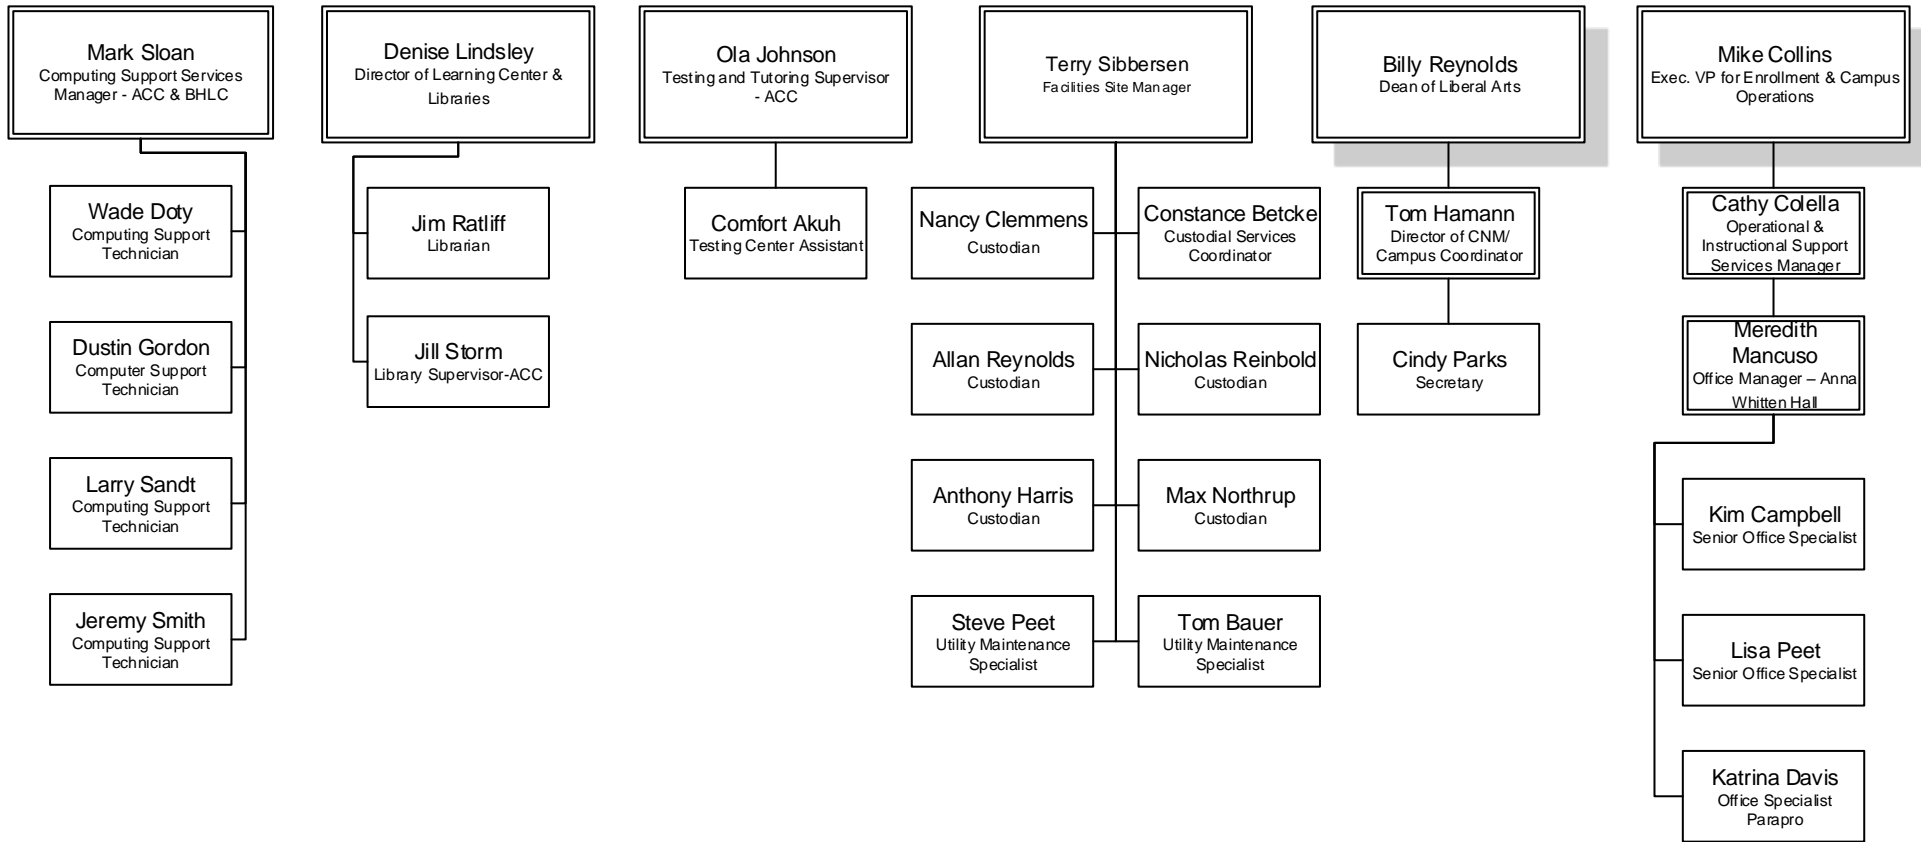 Mark Sloan
Computing Support Services
Manager - ACC & BHLC
Denise Lindsley
Director of Learning Center &
Libraries
Ola Johnson
Testing and Tutoring Supervisor
- ACC
Terry Sibbersen
Facilities Site Manager
Billy Reynolds
Dean of Liberal Arts
Mike Collins
Exec. VP for Enrollment & Campus
Operations
Wade Doty
Computing Support
Technician
Jim Ratliff
Librarian
Comfort Akuh
Testing Center Assistant
Nancy Clemmens
Custodian
Constance Betcke
Custodial Services
Coordinator
Tom Hamann
Director of CNM/
Campus Coordinator
Cathy Colella
Operational &
Instructional Support
Services Manager
Dustin Gordon
Computer Support
Technician
Jill Storm
Library Supervisor-ACC
Allan Reynolds
Custodian
Nicholas Reinbold
Custodian
Cindy Parks
Secretary
Meredith
Mancuso
Office Manager – Anna
Whitten Hall
Larry Sandt
Computing Support
Technician
Anthony Harris
Custodian
Max Northrup
Custodian
Kim Campbell
Senior Office Specialist
Jeremy Smith
Computing Support
Technician
Steve Peet
Utility Maintenance
Specialist
Tom Bauer
Utility Maintenance
Specialist
Lisa Peet
Senior Office Specialist
Katrina Davis
Office Specialist
Parapro